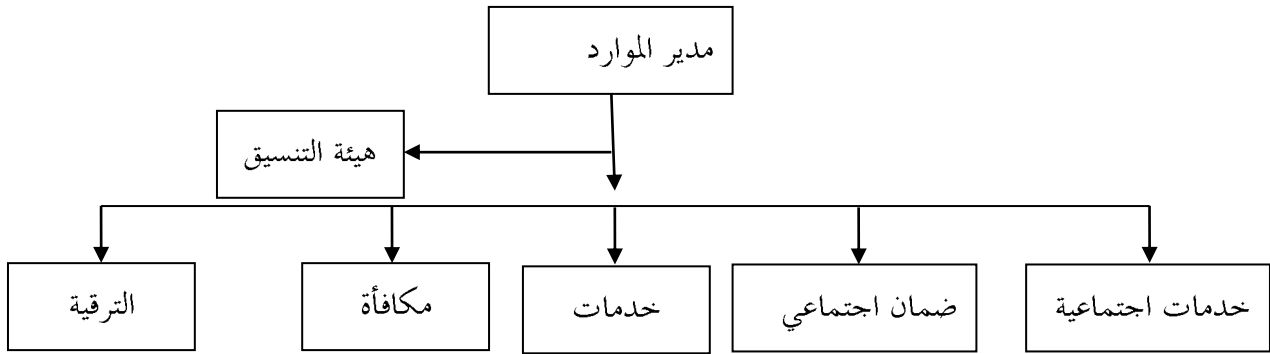 مدير الموارد
هيئة التنسيق
خدمات اجتماعية
ضمان اجتماعي
خدمات
مكافأة
الترقية